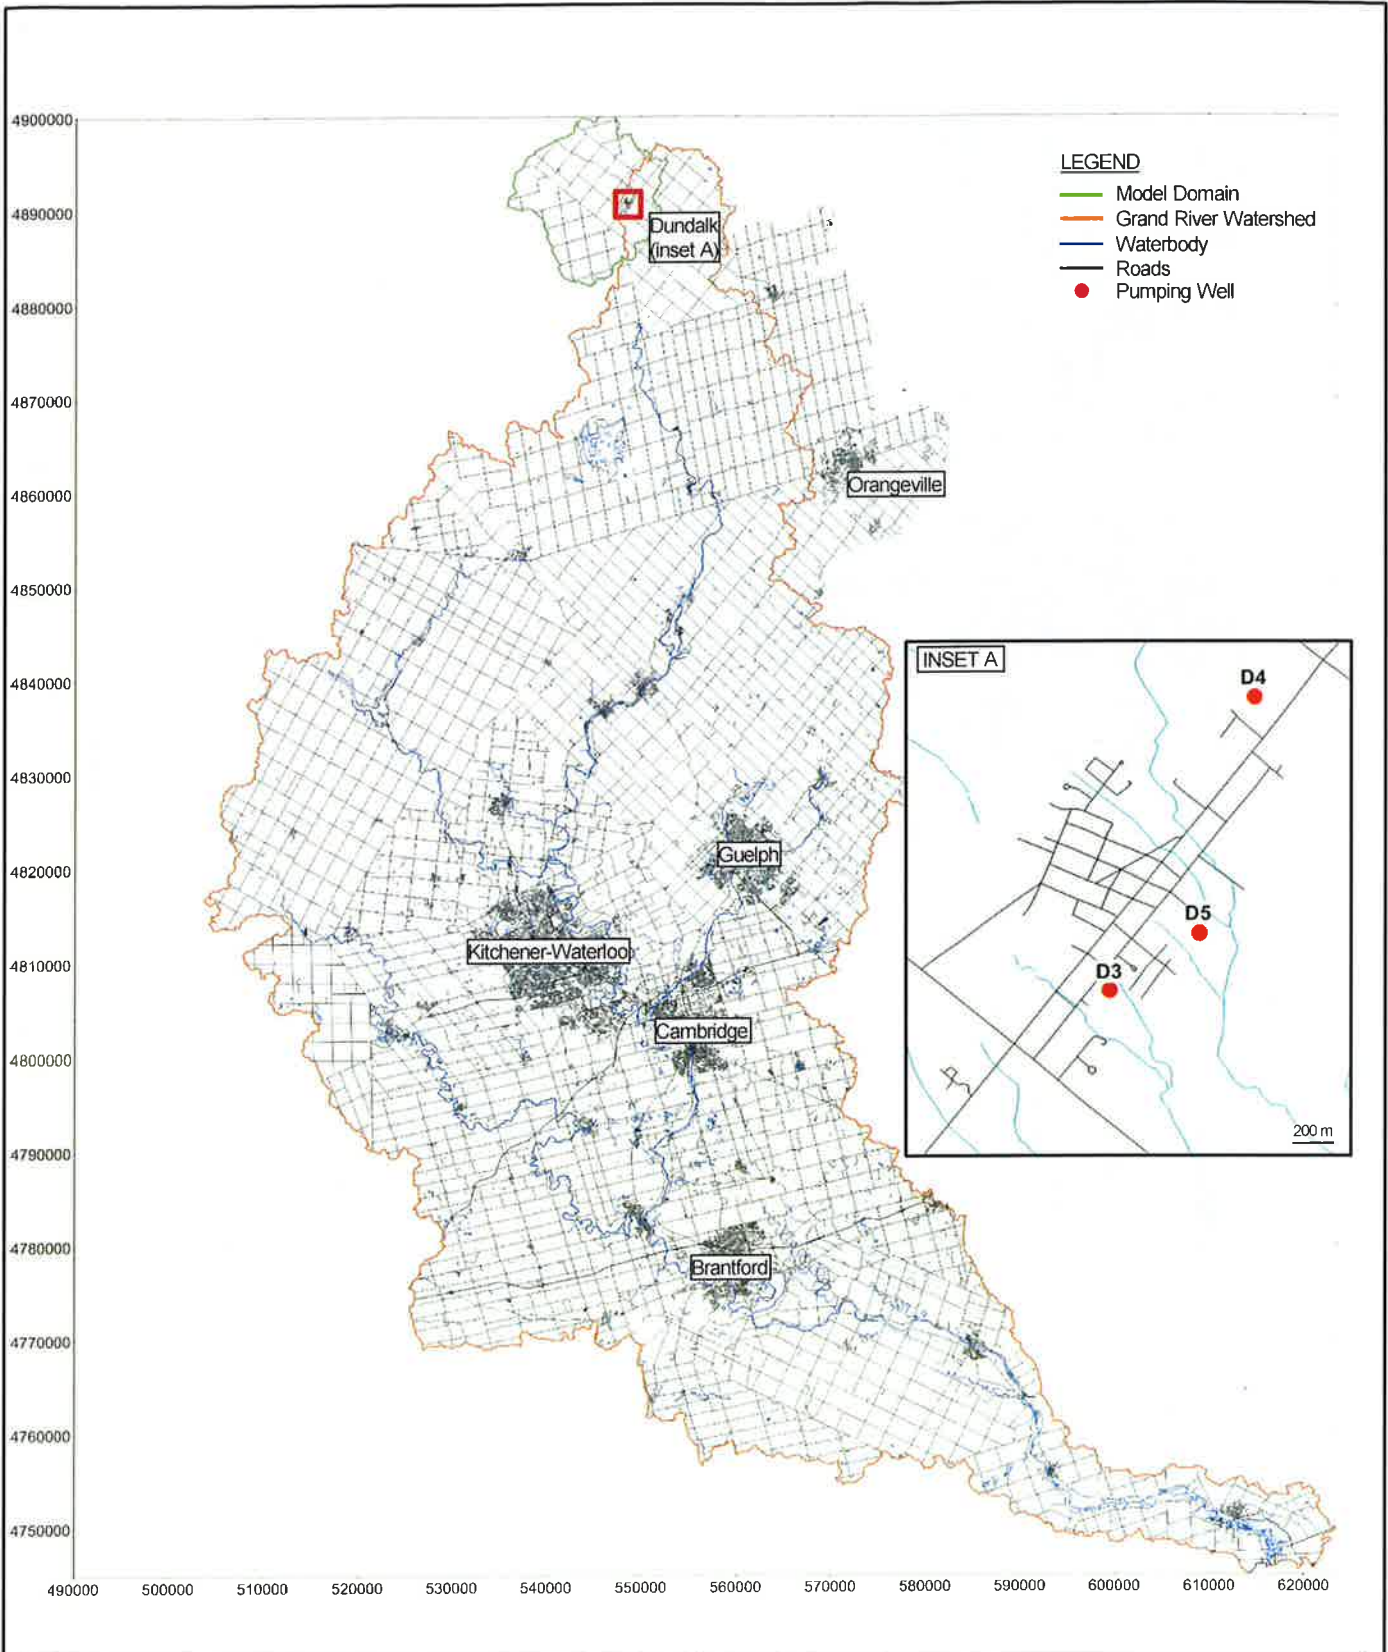 4900000
4890000
4880000
4870000
4860000
4850000
4840000
4830000
4820000
4810000
4800000
4790000
4780000
4770000
4760000
4750000
490000 500000 510000 520000 530000 540000 550000 560000 570000 580000 590000 600000 610000 620000
Dundalk
(inset A)
Orangeville
Guelph
Kitchener-Waterloo
Cambridge
Brantford
LEGEND
Model Domain
Grand River Watershed
Waterbody
Roads
Pumping Well
INSET A
D4
D5
D3
200 m